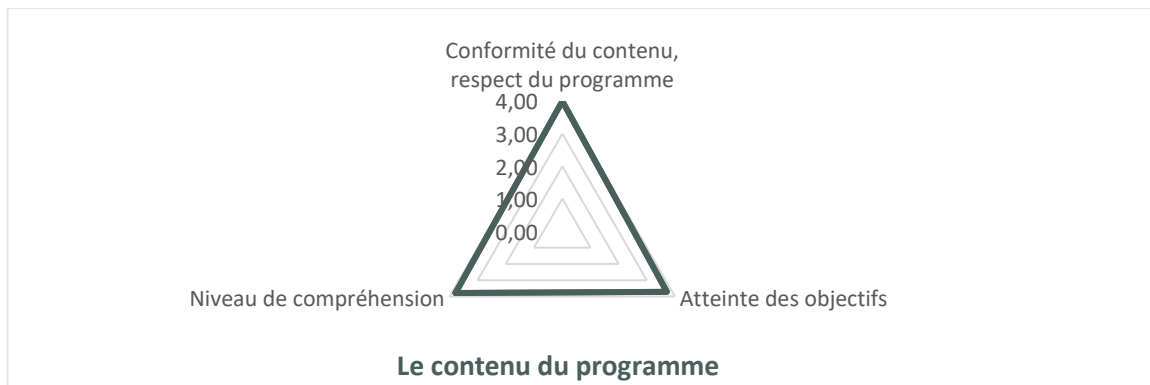 Conformité du contenu,
respect du programme
4,00
3,00
2,00
1,00
0,00
Niveau de compréhension
Atteinte des objectifs
Le contenu du programme